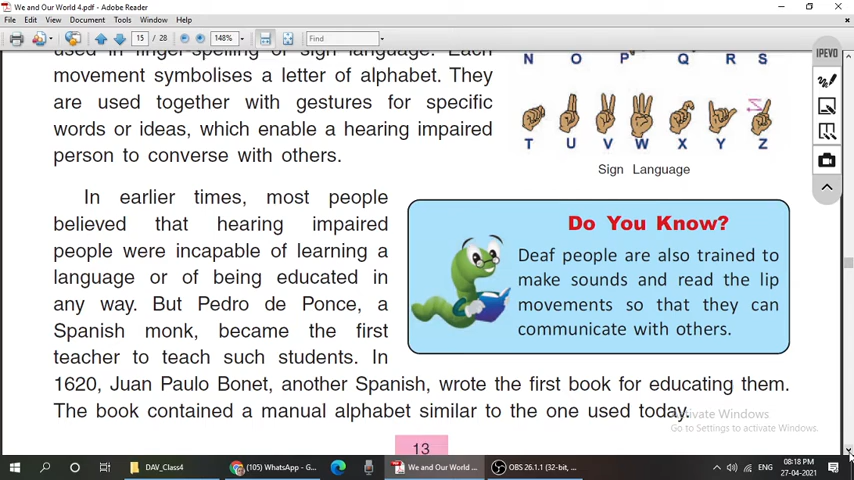 We and Our World 4.pdf - Adobe Reader
File Edit View Document Tools Window Help
15 / 28 148% Find
used in finger-spelling or sign language. Each
movement symbolises a letter of alphabet. They
are used together with gestures for specific
words or ideas, which enable a hearing impaired
person to converse with others.
N O P Q R S
T U V W X Y Z
Sign Language
In earlier times, most people
believed that hearing impaired
people were incapable of learning a
language or of being educated in
any way. But Pedro de Ponce, a
Spanish monk, became the first
teacher to teach such students. In
1620, Juan Paulo Bonet, another Spanish, wrote the first book for educating them.
The book contained a manual alphabet similar to the one used today.
Do You Know?
Deaf people are also trained to
make sounds and read the lip
movements so that they can
communicate with others.
13
IPEVO
Activate Windows
Go to Settings to activate Windows.
DAV_Class4
(105) WhatsApp - G...
We and Our World ...
OBS 26.1.1 (32-bit, ...
ENG
08:18 PM
27-04-2021